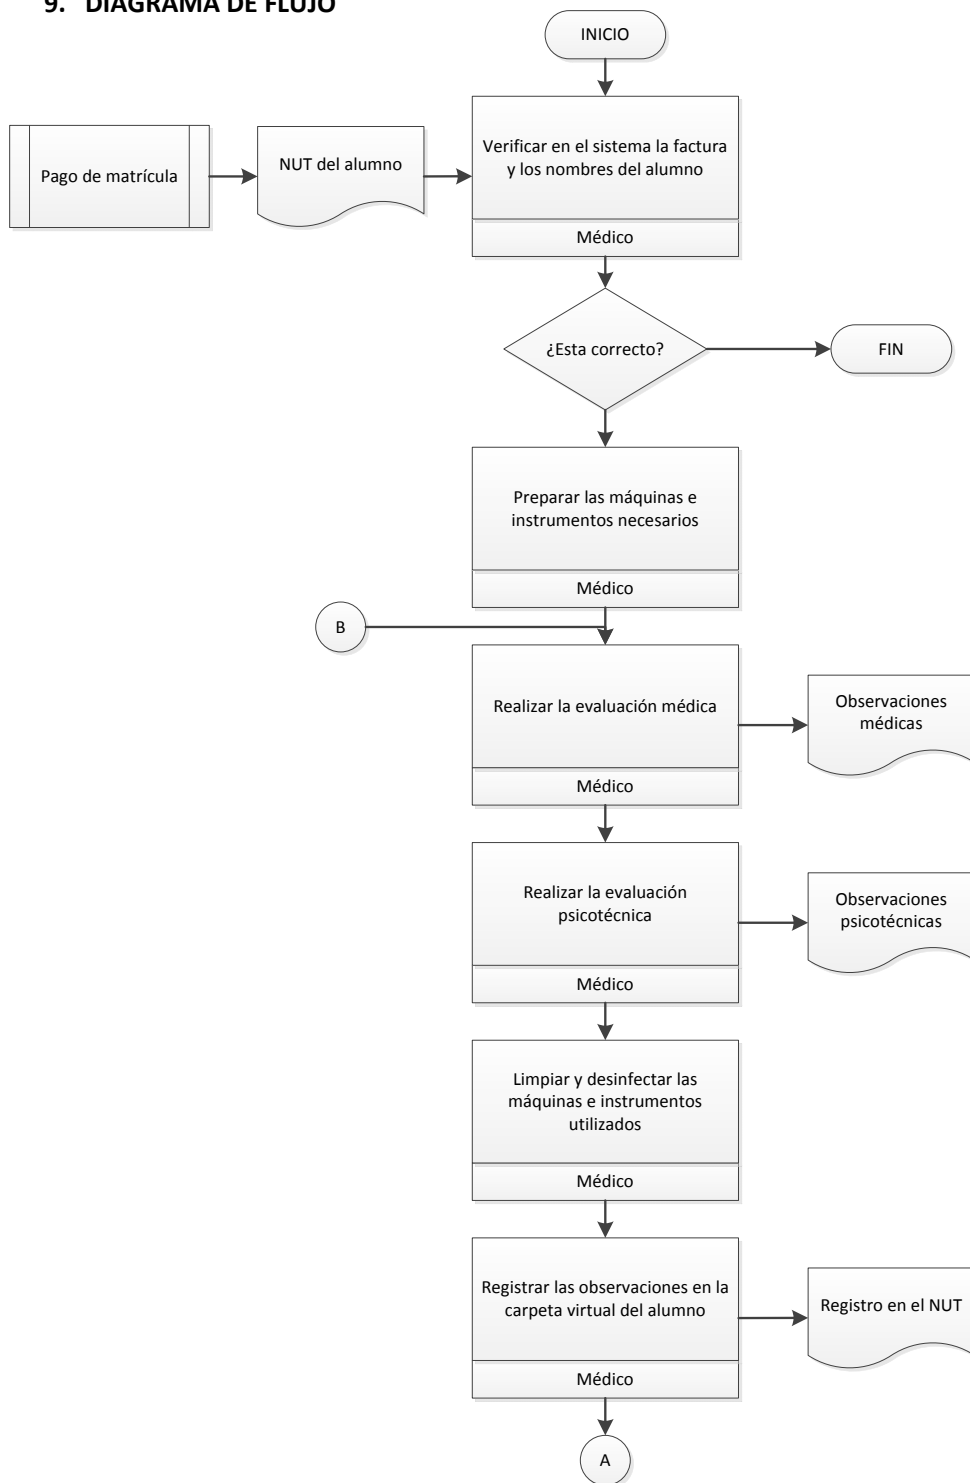 9. DIAGRAMA DE FLUJO
INICIO
Pago de matrícula
NUT del alumno
Verificar en el sistema la factura
y los nombres del alumno
Médico
¿Esta correcto?
FIN
Preparar las máquinas e
instrumentos necesarios
Médico
B
Realizar la evaluación médica
Médico
Observaciones
médicas
Realizar la evaluación
psicotécnica
Médico
Observaciones
psicotécnicas
Limpiar y desinfectar las
máquinas e instrumentos
utilizados
Médico
Registrar las observaciones en la
carpeta virtual del alumno
Médico
Registro en el NUT
A